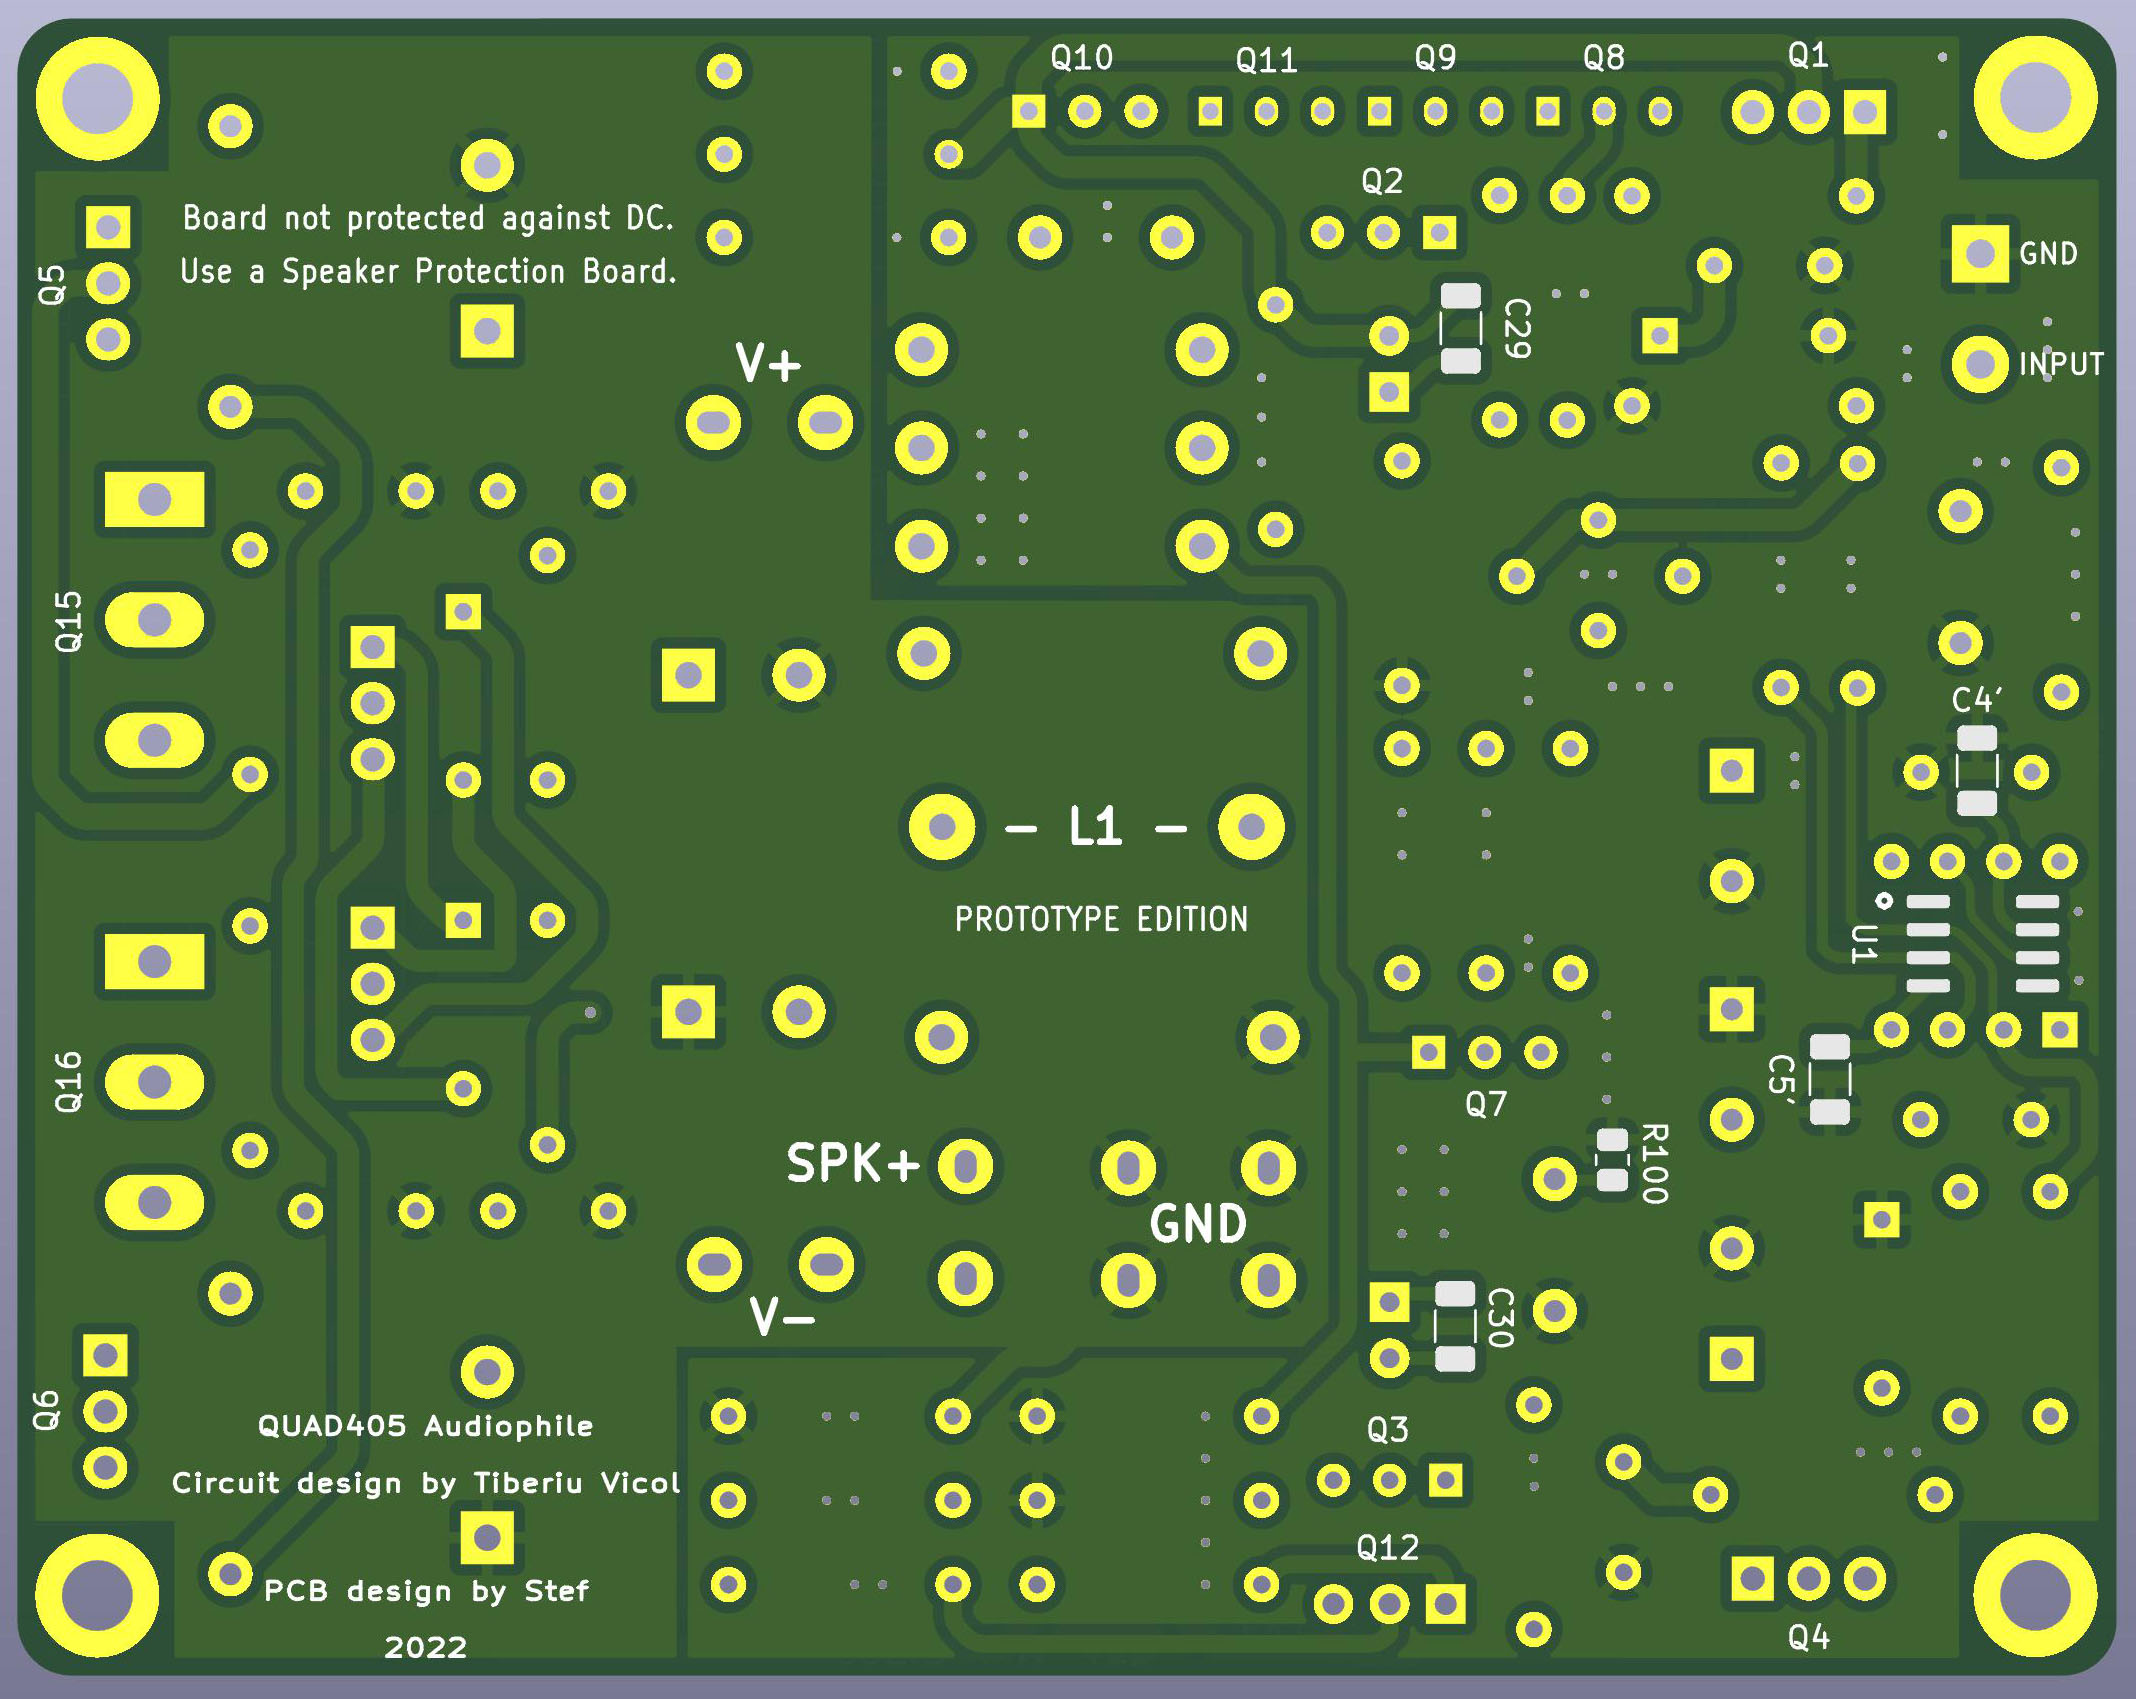 Q10
Q11
Q9
Q8
Q1
Q2
Board not protected against DC.
Use a Speaker Protection Board.
Q5
GND
C29
V+
INPUT
Q15
C4′
- L1 -
PROTOTYPE EDITION
U1
Q16
C5′
Q7
R100
SPK+
GND
V-
C30
Q6
QUAD405 Audiophile
Q3
Circuit design by Tiberiu Vicol
Q12
PCB design by Stef
Q4
2022